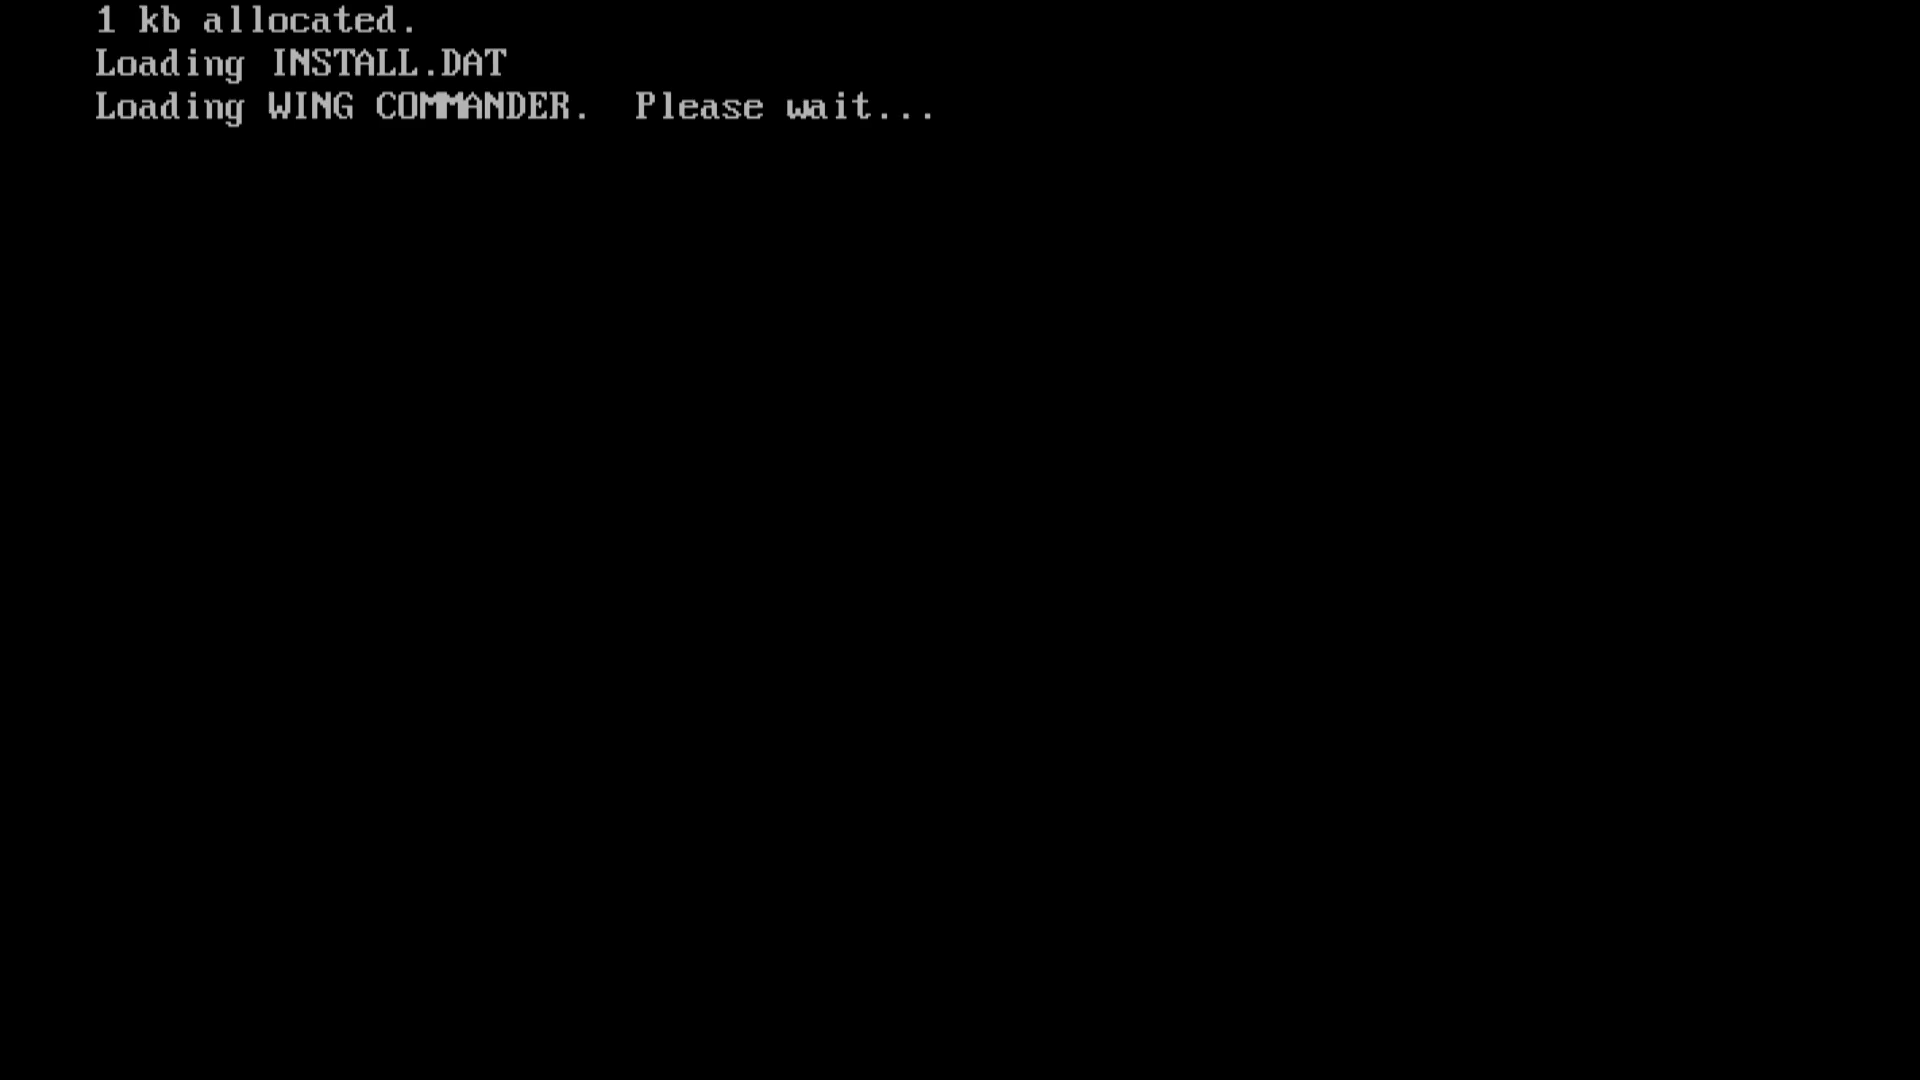 1 kb allocated.
Loading INSTALL.DAT
Loading WING COMMANDER.  Please wait...